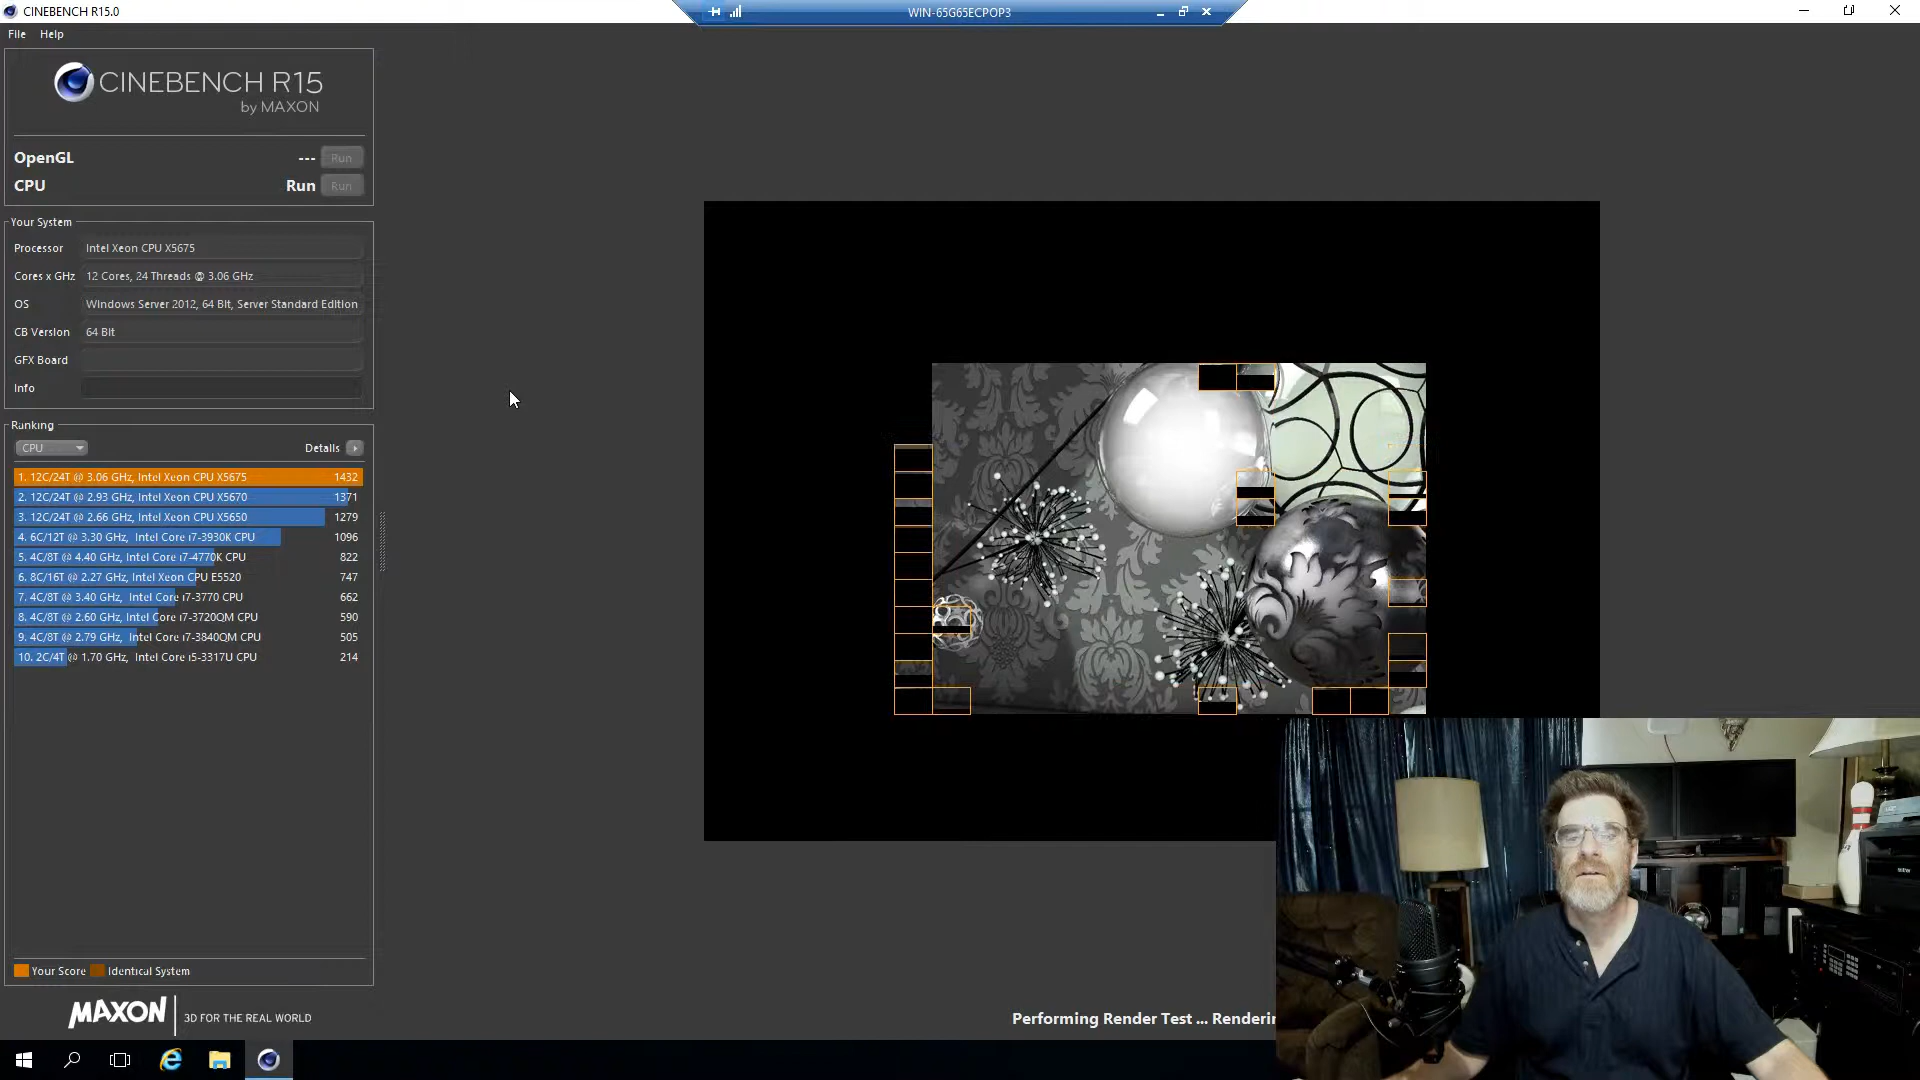 CINEBENCH R15.0
WIN-65G65ECPOP3
File Help
CINEBENCH R15
by MAXON
OpenGL --- Run
CPU Run Run
Your System
Processor Intel Xeon CPU X5675
Cores x GHz 12 Cores, 24 Threads @ 3.06 GHz
OS Windows Server 2012, 64 Bit, Server Standard Edition
CB Version 64 Bit
GFX Board
Info
Ranking
CPU Details
1. 12C/24T @ 3.06 GHz, Intel Xeon CPU X5675 1432
2. 12C/24T @ 2.93 GHz, Intel Xeon CPU X5670 1371
3. 12C/24T @ 2.66 GHz, Intel Xeon CPU X5650 1279
4. 6C/12T @ 3.30 GHz, Intel Core i7-3930K CPU 1096
5. 4C/8T @ 4.40 GHz, Intel Core i7-4770K CPU 822
6. 8C/16T @ 2.27 GHz, Intel Xeon CPU E5520 747
7. 4C/8T @ 3.40 GHz, Intel Core i7-3770 CPU 662
8. 4C/8T @ 2.60 GHz, Intel Core i7-3720QM CPU 590
9. 4C/8T @ 2.79 GHz, Intel Core i7-3840QM CPU 505
10. 2C/4T @ 1.70 GHz, Intel Core i5-3317U CPU 214
Your Score Identical System
MAXON 3D FOR THE REAL WORLD
Performing Render Test ... Renderin